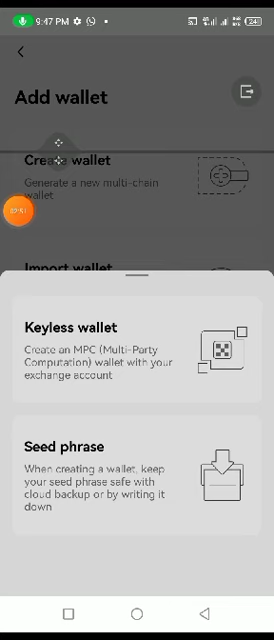 9:47 PM
Add wallet
Create wallet
Generate a new multi-chain
wallet
Import wallet
Keyless wallet
Create an MPC (Multi-Party
Computation) wallet with your
exchange account
Seed phrase
When creating a wallet, keep
your seed phrase safe with
cloud backup or by writing it
down